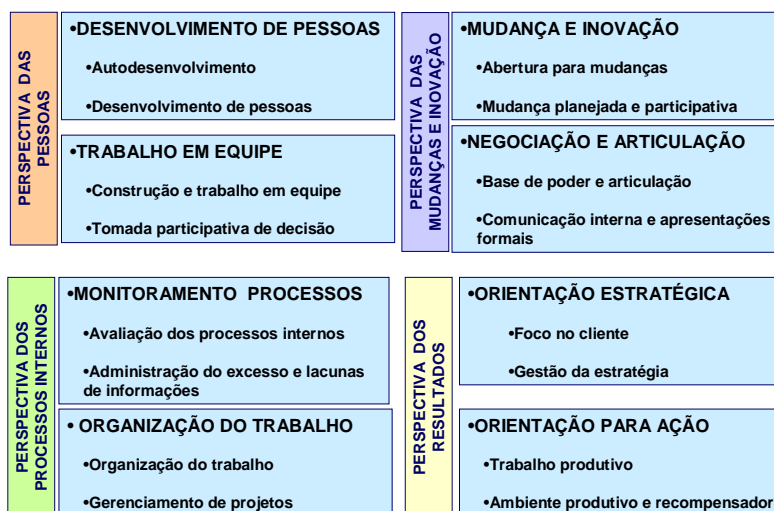 PERSPECTIVA DAS
PESSOAS
•DESENVOLVIMENTO DE PESSOAS
•Autodesenvolvimento
•Desenvolvimento de pessoas
•TRABALHO EM EQUIPE
•Construção e trabalho em equipe
•Tomada participativa de decisão
PERSPECTIVA DAS
MUDANÇAS E INOVAÇÃO
•MUDANÇA E INOVAÇÃO
•Abertura para mudanças
•Mudança planejada e participativa
•NEGOCIAÇÃO E ARTICULAÇÃO
•Base de poder e articulação
•Comunicação interna e apresentações
formais
PERSPECTIVA DOS
PROCESSOS INTERNOS
•MONITORAMENTO PROCESSOS
•Avaliação dos processos internos
•Administração do excesso e lacunas
de informações
• ORGANIZAÇÃO DO TRABALHO
•Organização do trabalho
•Gerenciamento de projetos
PERSPECTIVA DOS
RESULTADOS
•ORIENTAÇÃO ESTRATÉGICA
•Foco no cliente
•Gestão da estratégia
•ORIENTAÇÃO PARA AÇÃO
•Trabalho produtivo
•Ambiente produtivo e recompensador